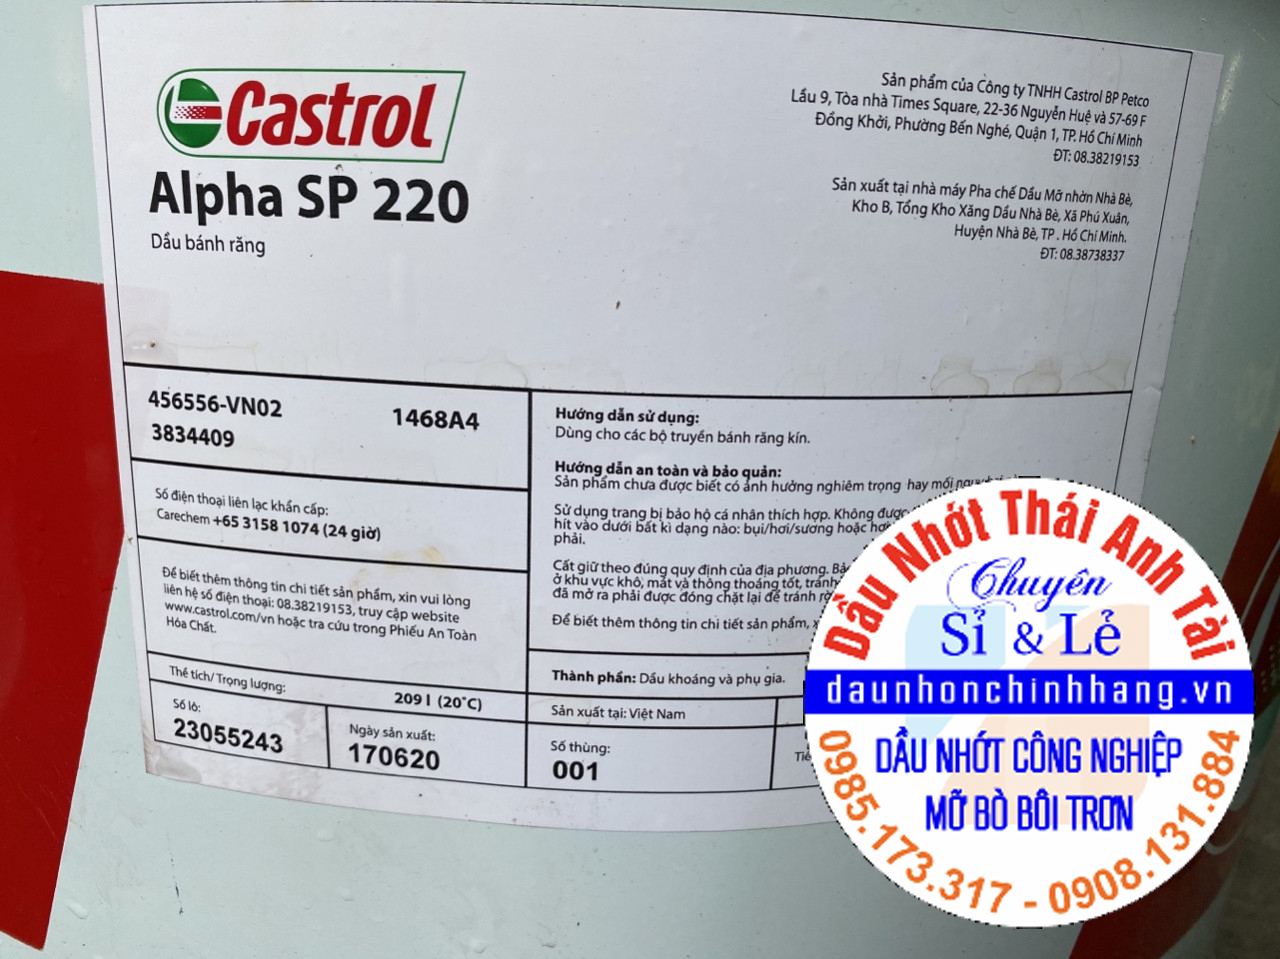 Castrol
Alpha SP 220
Dầu bánh răng
Sản phẩm của Công ty TNHH Castrol BP Petco
Lầu 9, Tòa nhà Times Square, 22-36 Nguyễn Huệ và 57-69 F
Đồng Khởi, Phường Bến Nghé, Quận 1, TP. Hồ Chí Minh
ĐT: 08.38219153
Sản xuất tại nhà máy Pha chế Dầu Mỡ nhờn Nhà Bè,
Kho B, Tổng Kho Xăng Dầu Nhà Bè, Xã Phú Xuân,
Huyện Nhà Bè, TP . Hồ Chí Minh.
ĐT: 08.38738337
456556-VN02
1468A4
3834409
Số điện thoại liên lạc khẩn cấp:
Carechem +65 3158 1074 (24 giờ)
Để biết thêm thông tin chi tiết sản phẩm, xin vui lòng
liên hệ số điện thoại: 08.38219153, truy cập website
www.castrol.com/vn hoặc tra cứu trong Phiếu An Toàn
Hóa Chất.
Thể tích/ Trọng lượng:
209 l (20°C)
Số lô:
23055243
Ngày sản xuất:
170620
Hướng dẫn sử dụng:
Dùng cho các bộ truyền bánh răng kín.
Hướng dẫn an toàn và bảo quản:
Sản phẩm chưa được biết có ảnh hưởng nghiêm trọng hay mối
Sử dụng trang bị bảo hộ cá nhân thích hợp. Không được
hít vào dưới bất kì dạng nào: bụi/hơi/sương hoặc
phải.
Cất giữ theo đúng quy định của địa phương.
ở khu vực khô, mát và thông thoáng tốt, tránh
đã mở ra phải được đóng chặt lại để tránh
Để biết thêm thông tin chi tiết sản phẩm,
Thành phần: Dầu khoáng và phụ gia.
Sản xuất tại: Việt Nam
Số thùng:
001
Dầu Nhớt Thái Anh Tài
Chuyên
Sỉ & Lẻ
daunhonchinhhang.vn
DẦU NHỚT CÔNG NGHIỆP
MỠ BÒ BÔI TRƠN
0985.173.317 - 0908.131.884